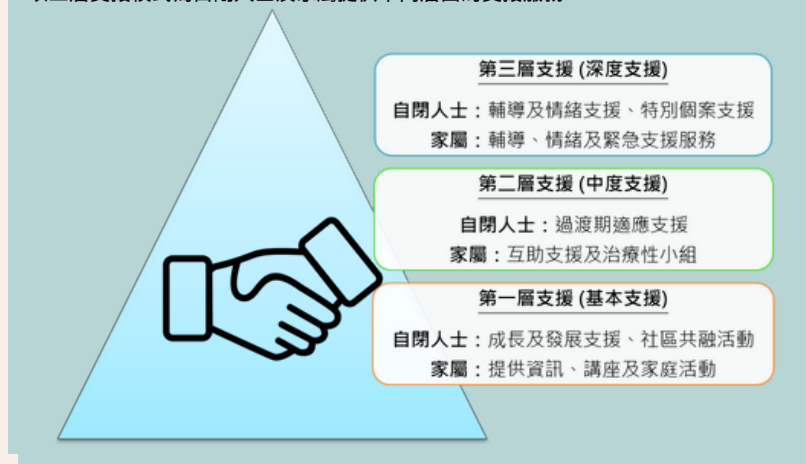 第三層支援 (深度支援)
自閉人士：輔導及情緒支援、特別個案支援
家屬：輔導、情緒及緊急支援服務
第二層支援 (中度支援)
自閉人士：過渡期適應支援
家屬：互助支援及治療性小組
第一層支援 (基本支援)
自閉人士：成長及發展支援、社區共融活動
家屬：提供資訊、講座及家庭活動